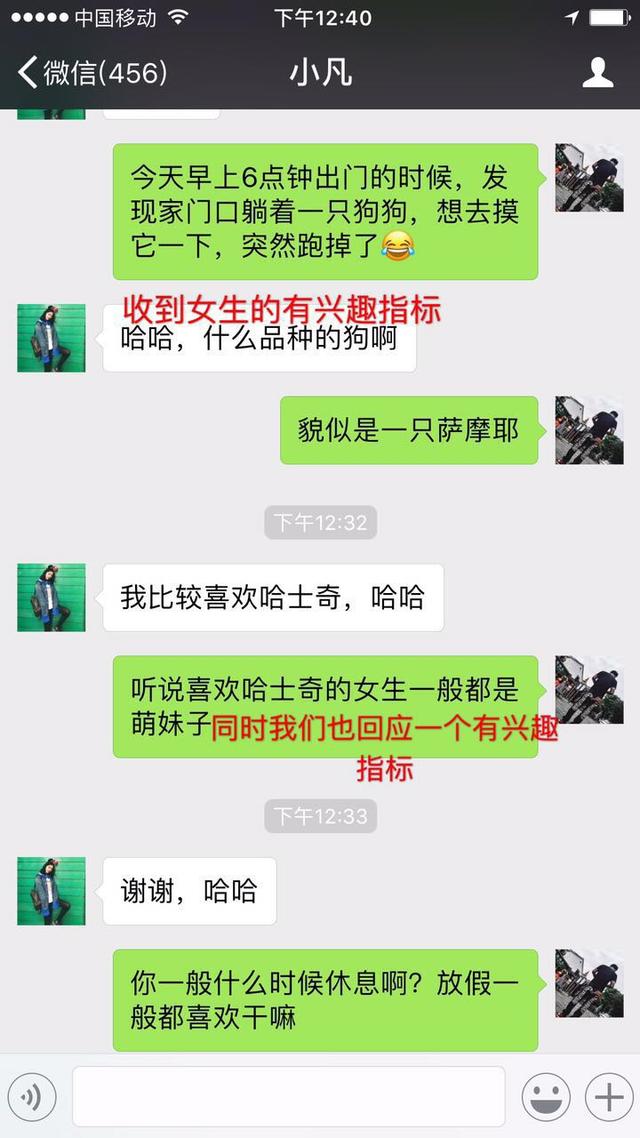 中国移动
下午12:40
微信(456)
小凡
今天早上6点钟出门的时候，发
现家门口躺着一只狗狗，想去摸
它一下，突然跑掉了😂
收到女生的有兴趣指标
哈哈，什么品种的狗啊
貌似是一只萨摩耶
下午12:32
我比较喜欢哈士奇，哈哈
听说喜欢哈士奇的女生一般都是
萌妹子
同时我们也回应一个有兴趣
指标
下午12:33
谢谢，哈哈
你一般什么时候休息啊？放假一
般都喜欢干嘛